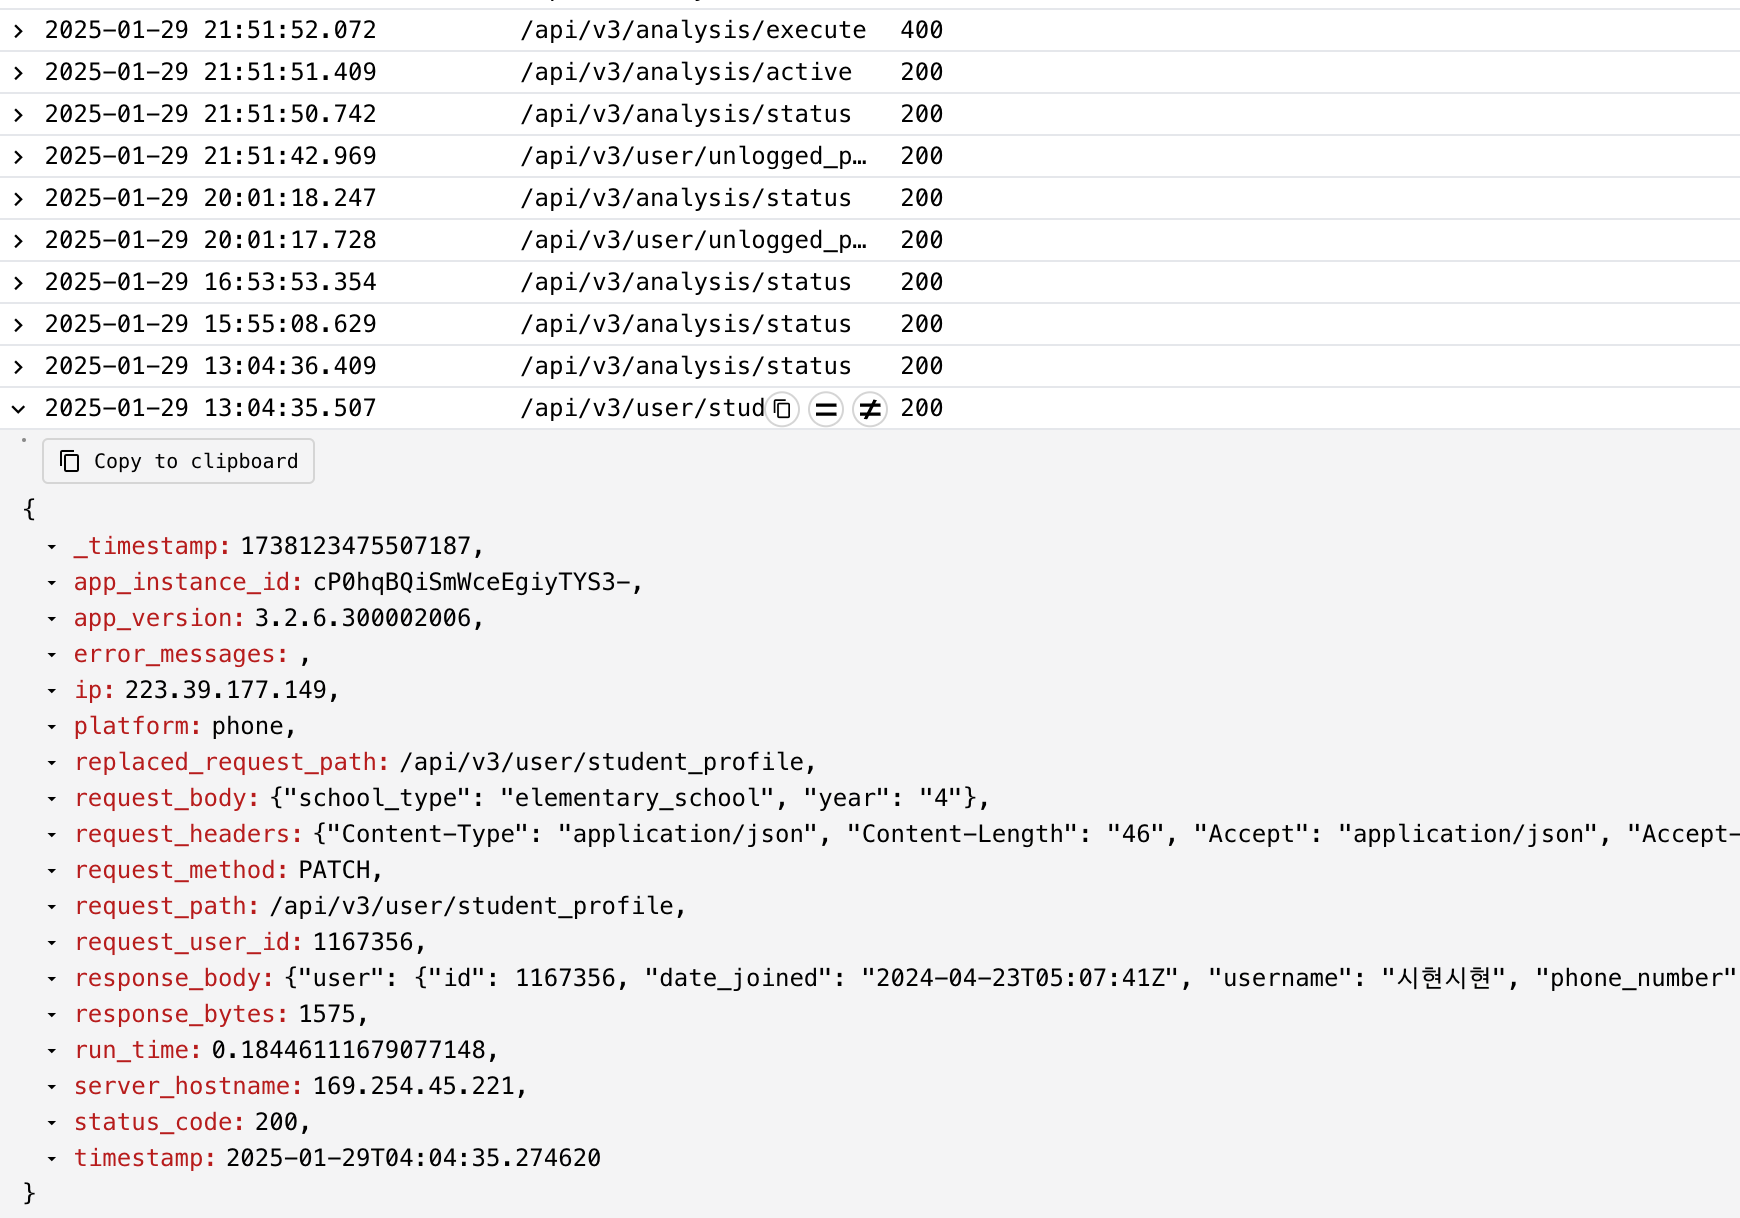 2025-01-29 21:51:52.072 /api/v3/analysis/execute 400
2025-01-29 21:51:51.409 /api/v3/analysis/active 200
2025-01-29 21:51:50.742 /api/v3/analysis/status 200
2025-01-29 21:51:42.969 /api/v3/user/unlogged_p… 200
2025-01-29 20:01:18.247 /api/v3/analysis/status 200
2025-01-29 20:01:17.728 /api/v3/user/unlogged_p… 200
2025-01-29 16:53:53.354 /api/v3/analysis/status 200
2025-01-29 15:55:08.629 /api/v3/analysis/status 200
2025-01-29 13:04:36.409 /api/v3/analysis/status 200
2025-01-29 13:04:35.507 /api/v3/user/stud = ≠ 200
Copy to clipboard
{
_timestamp: 1738123475507187,
app_instance_id: cP0hqBQiSmWceEgiyTYS3-,
app_version: 3.2.6.300002006,
error_messages: ,
ip: 223.39.177.149,
platform: phone,
replaced_request_path: /api/v3/user/student_profile,
request_body: {"school_type": "elementary_school", "year": "4"},
request_headers: {"Content-Type": "application/json", "Content-Length": "46", "Accept": "application/json", "Accept-
request_method: PATCH,
request_path: /api/v3/user/student_profile,
request_user_id: 1167356,
response_body: {"user": {"id": 1167356, "date_joined": "2024-04-23T05:07:41Z", "username": "시현시현", "phone_number"
response_bytes: 1575,
run_time: 0.18446111679077148,
server_hostname: 169.254.45.221,
status_code: 200,
timestamp: 2025-01-29T04:04:35.274620
}